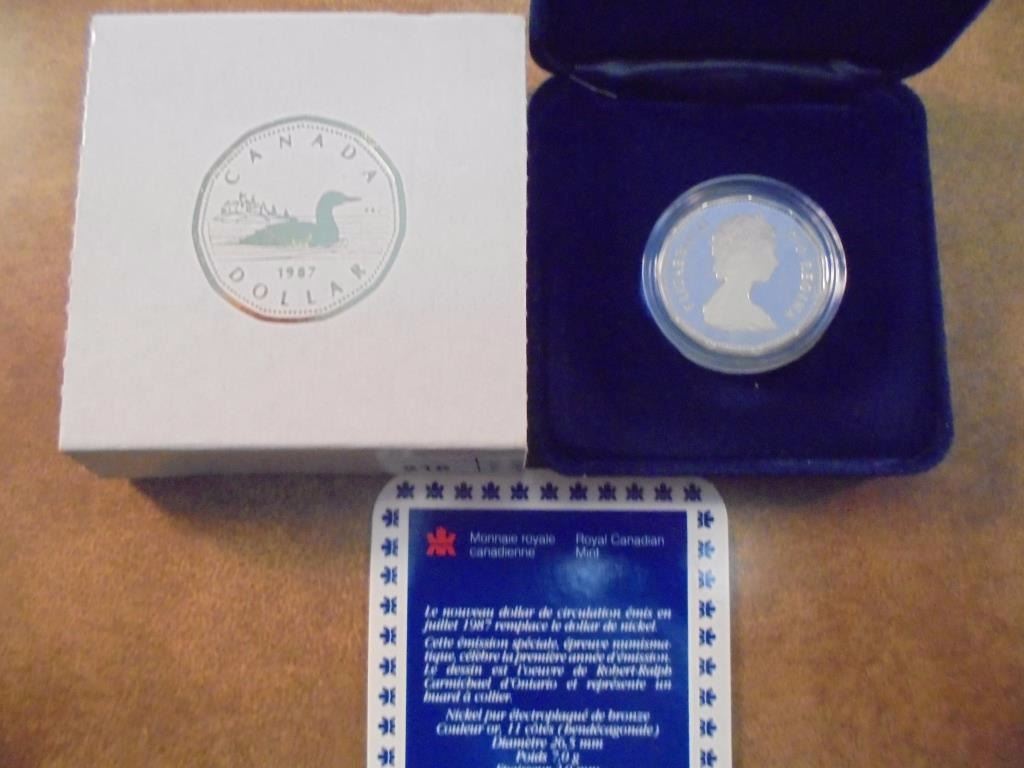 CANADA
1987
DOLLAR
ELIZABETH II D·G·REGINA
Monnaie royale
canadienne
Royal Canadian
Mint
Le nouveau dollar de circulation émis en
juillet 1987 remplace le dollar de nickel.
Cette émission spéciale, épreuve numisma-
tique, célèbre la première année d'émission.
Le dessin est l'oeuvre de Robert-Ralph
Carmichael d'Ontario et représente un
huard à collier.
Nickel pur électroplaqué de bronze
Couleur or, 11 côtés (hendécagonale)
Diamètre 26,5 mm
Poids 7,0 g